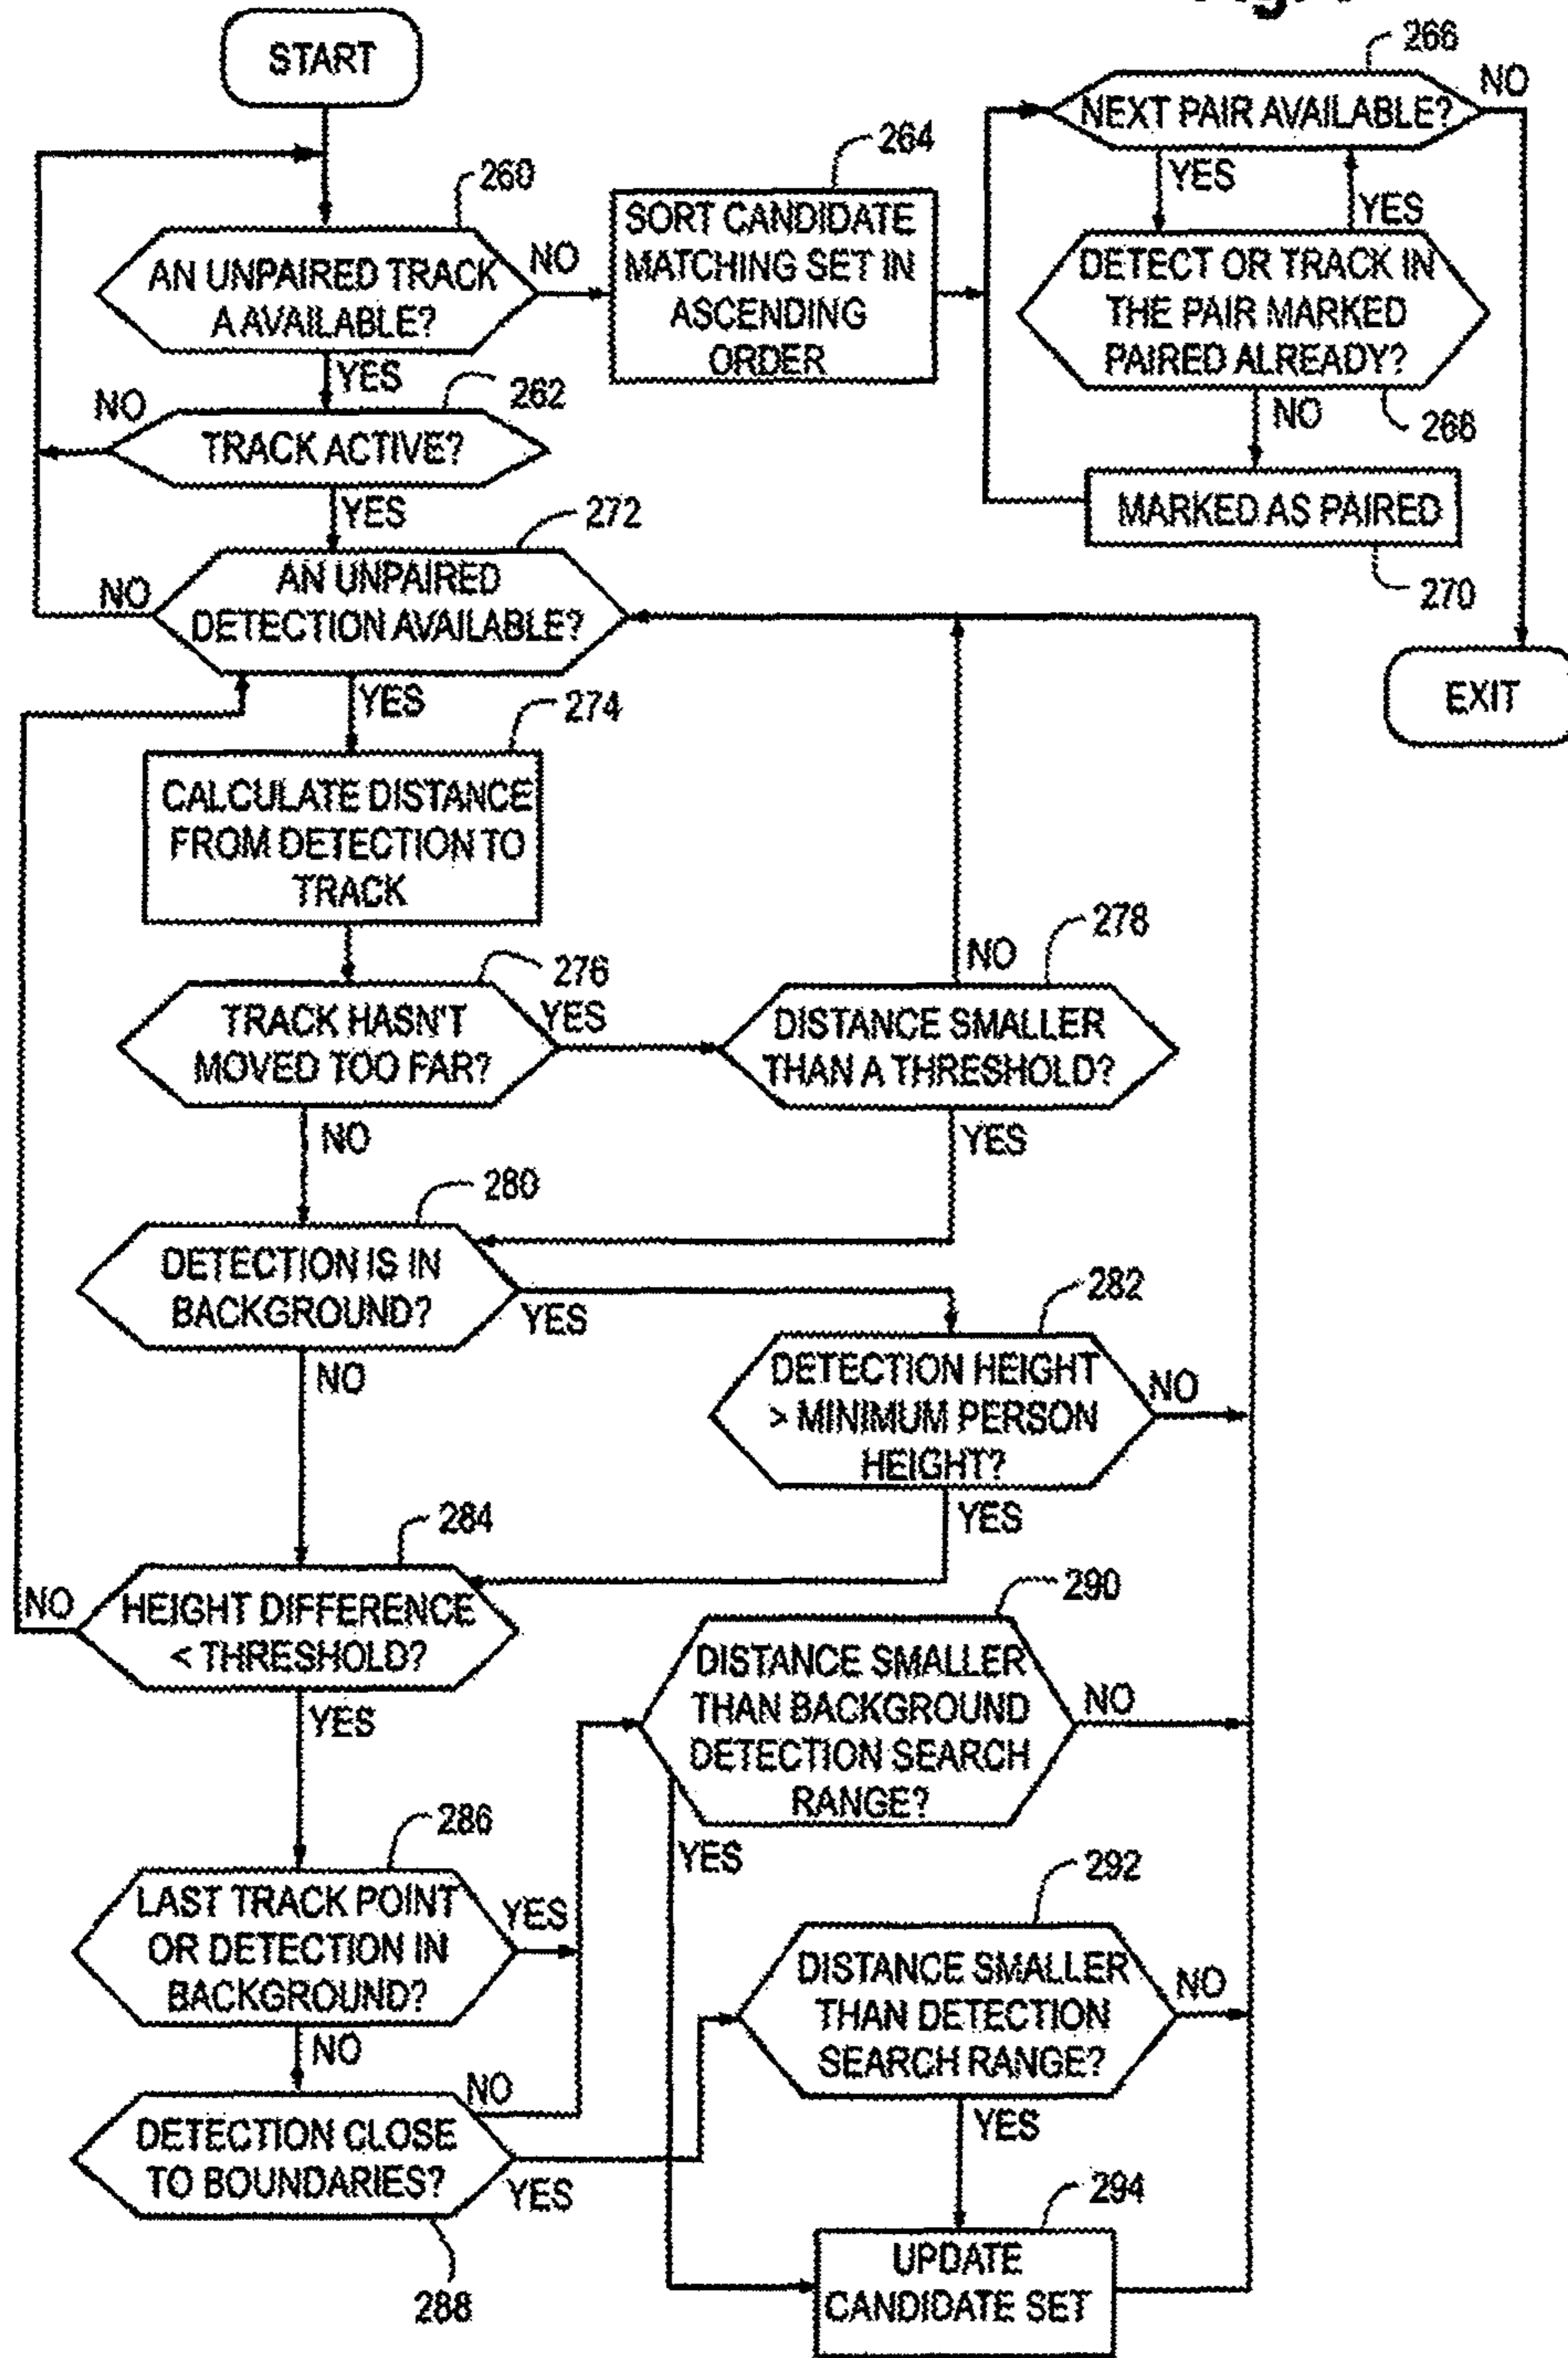 START
266
NEXT PAIR AVAILABLE?
NO
YES
YES
264
260
SORT CANDIDATE
MATCHING SET IN
ASCENDING
ORDER
AN UNPAIRED TRACK
A AVAILABLE?
NO
DETECT OR TRACK IN
THE PAIR MARKED
PAIRED ALREADY?
YES
262
NO
TRACK ACTIVE?
NO
268
MARKED AS PAIRED
270
YES
272
AN UNPAIRED
DETECTION AVAILABLE?
NO
EXIT
YES
274
CALCULATE DISTANCE
FROM DETECTION TO
TRACK
276
TRACK HASN'T
MOVED TOO FAR?
YES
NO
278
DISTANCE SMALLER
THAN A THRESHOLD?
NO
YES
280
DETECTION IS IN
BACKGROUND?
YES
NO
282
DETECTION HEIGHT
> MINIMUM PERSON
HEIGHT?
NO
YES
284
HEIGHT DIFFERENCE
< THRESHOLD?
NO
YES
290
DISTANCE SMALLER
THAN BACKGROUND
DETECTION SEARCH
RANGE?
NO
YES
286
LAST TRACK POINT
OR DETECTION IN
BACKGROUND?
YES
NO
292
DISTANCE SMALLER
THAN DETECTION
SEARCH RANGE?
NO
YES
DETECTION CLOSE
TO BOUNDARIES?
NO
YES
288
294
UPDATE
CANDIDATE SET